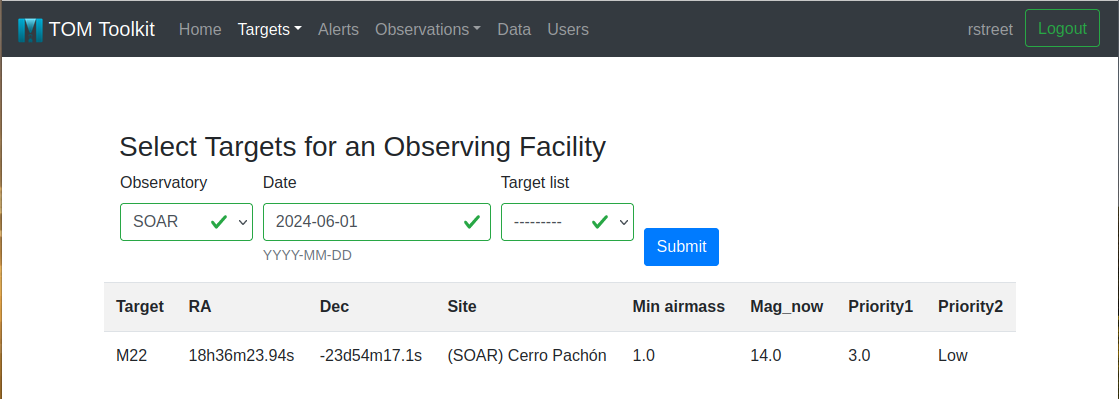 TOM Toolkit Home Targets Alerts Observations Data Users rstreet Logout
Select Targets for an Observing Facility
Observatory Date Target list
SOAR 2024-06-01 ---------
Submit
YYYY-MM-DD
Target RA Dec Site Min airmass Mag_now Priority1 Priority2
M22 18h36m23.94s -23d54m17.1s (SOAR) Cerro Pachón 1.0 14.0 3.0 Low